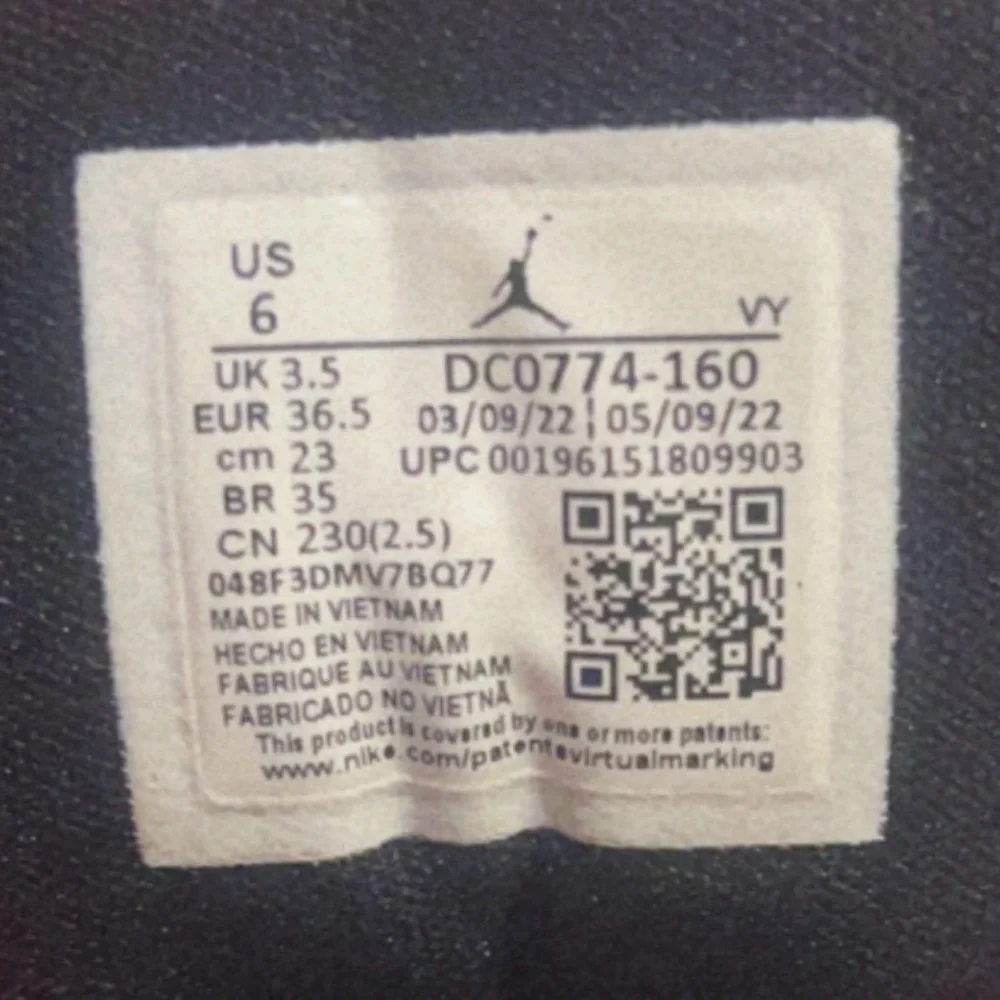 US
6
VY
UK 3.5
DC0774-160
EUR 36.5
03/09/22 ¦ 05/09/22
cm 23
UPC 00196151809903
BR 35
CN 230(2.5)
048F3DMV7BQ77
MADE IN VIETNAM
HECHO EN VIETNAM
FABRIQUE AU VIETNAM
FABRICADO NO VIETNÃ
This product is covered by one or more patents:
www.nike.com/patentsvirtualmarking